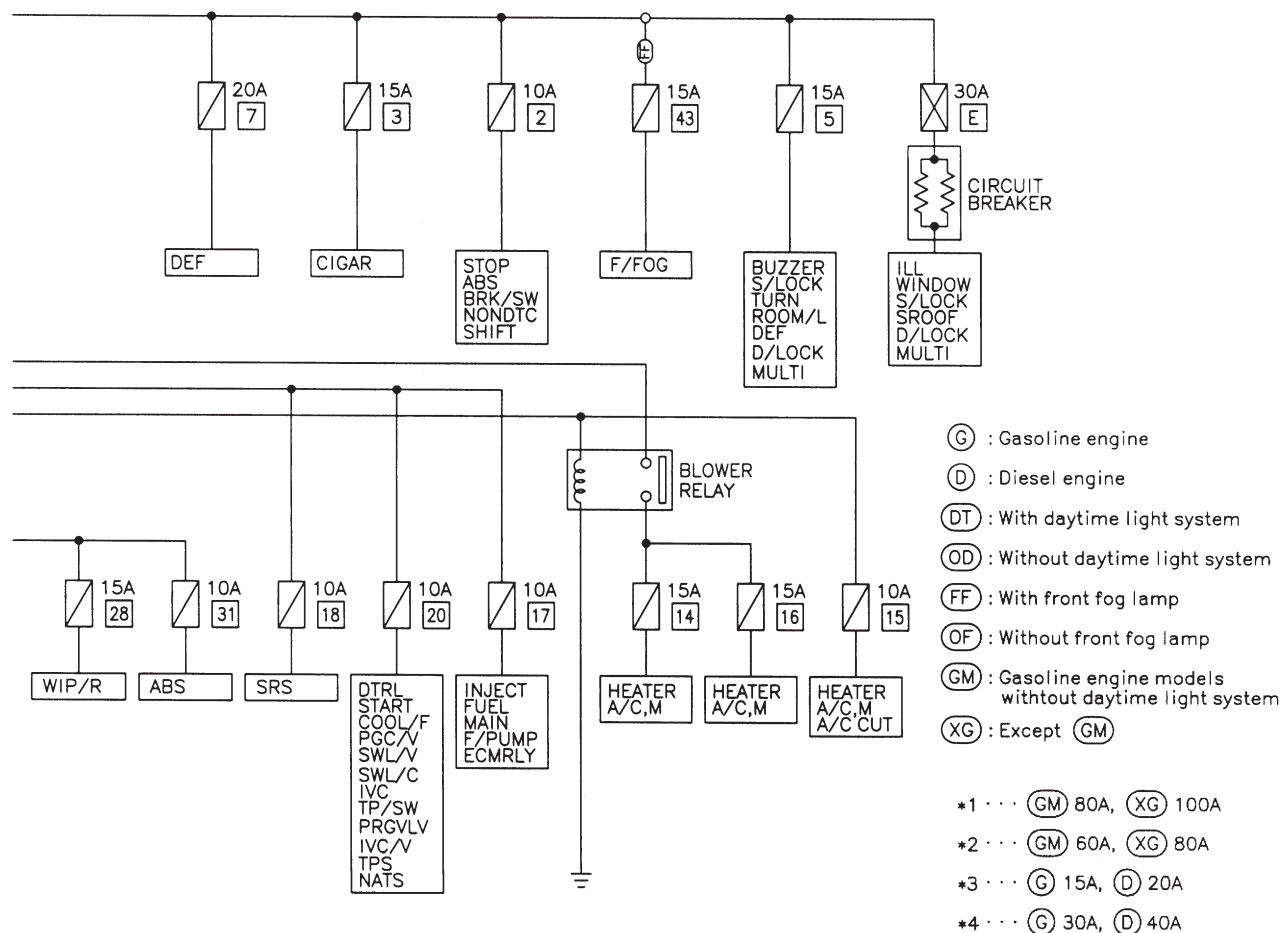 20A
7
15A
3
10A
2
FF
15A
43
15A
5
30A
E
CIRCUIT
BREAKER
DEF
CIGAR
STOP
ABS
BRK/SW
NONDTC
SHIFT
F/FOG
BUZZER
S/LOCK
TURN
ROOM/L
DEF
D/LOCK
MULTI
ILL
WINDOW
S/LOCK
SROOF
D/LOCK
MULTI
BLOWER
RELAY
15A
28
10A
31
10A
18
10A
20
10A
17
15A
14
15A
16
10A
15
WIP/R
ABS
SRS
DTRL
START
COOL/F
PGC/V
SWL/V
SWL/C
IVC
TP/SW
PRGVLV
IVC/V
TPS
NATS
INJECT
FUEL
MAIN
F/PUMP
ECMRLY
HEATER
A/C,M
HEATER
A/C,M
HEATER
A/C,M
A/C CUT
G : Gasoline engine
D : Diesel engine
DT : With daytime light system
OD : Without daytime light system
FF : With front fog lamp
OF : Without front fog lamp
GM : Gasoline engine models
withtout daytime light system
XG : Except GM
*1 ··· GM 80A, XG 100A
*2 ··· GM 60A, XG 80A
*3 ··· G 15A, D 20A
*4 ··· G 30A, D 40A